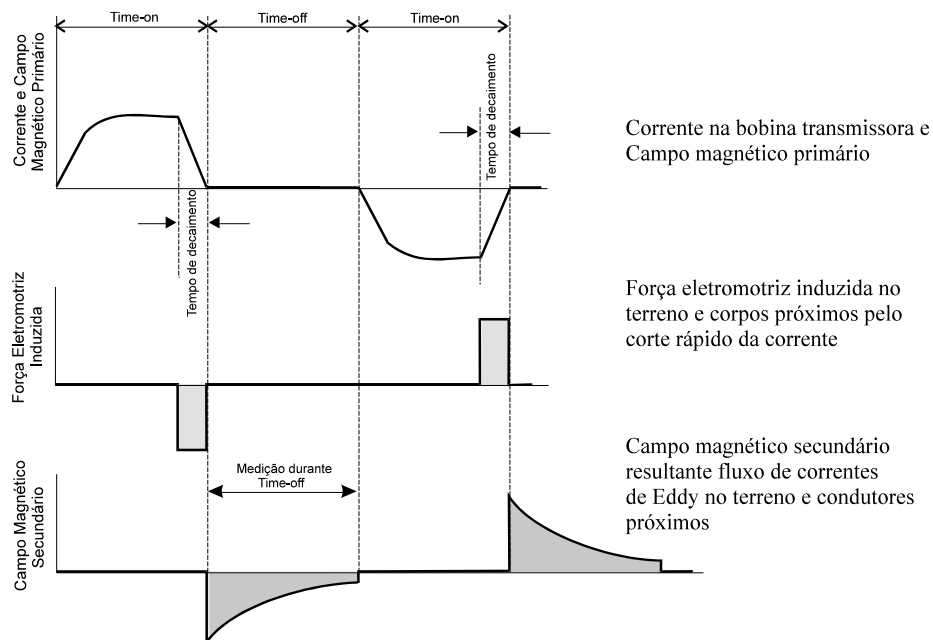 Time-on
Time-off
Time-on
Corrente e Campo
Magnético Primário
Tempo de decaimento
Corrente na bobina transmissora e
Campo magnético primário
Tempo de decaimento
Força Eletromotriz
Induzida
Força eletromotriz induzida no
terreno e corpos próximos pelo
corte rápido da corrente
Campo Magnético
Secundário
Medição durante
Time-off
Campo magnético secundário
resultante fluxo de correntes
de Eddy no terreno e condutores
próximos